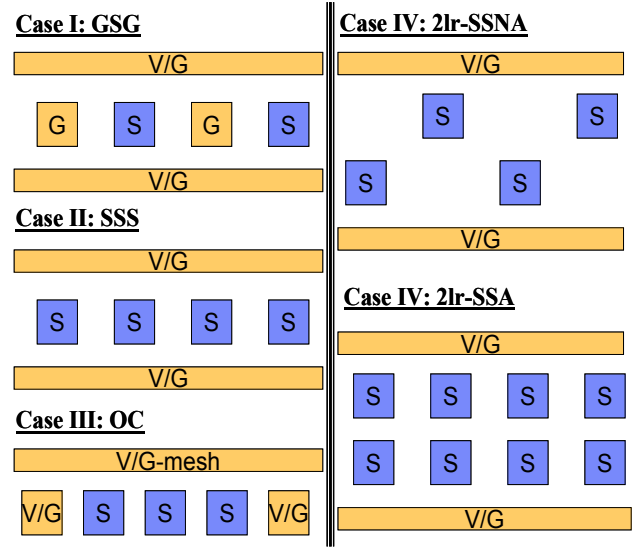 Case I: GSG
V/G
G S G S
V/G
Case II: SSS
V/G
S S S S
V/G
Case III: OC
V/G-mesh
V/G S S S V/G
Case IV: 2lr-SSNA
V/G
S S
S S
V/G
Case IV: 2lr-SSA
V/G
S S S S
S S S S
V/G